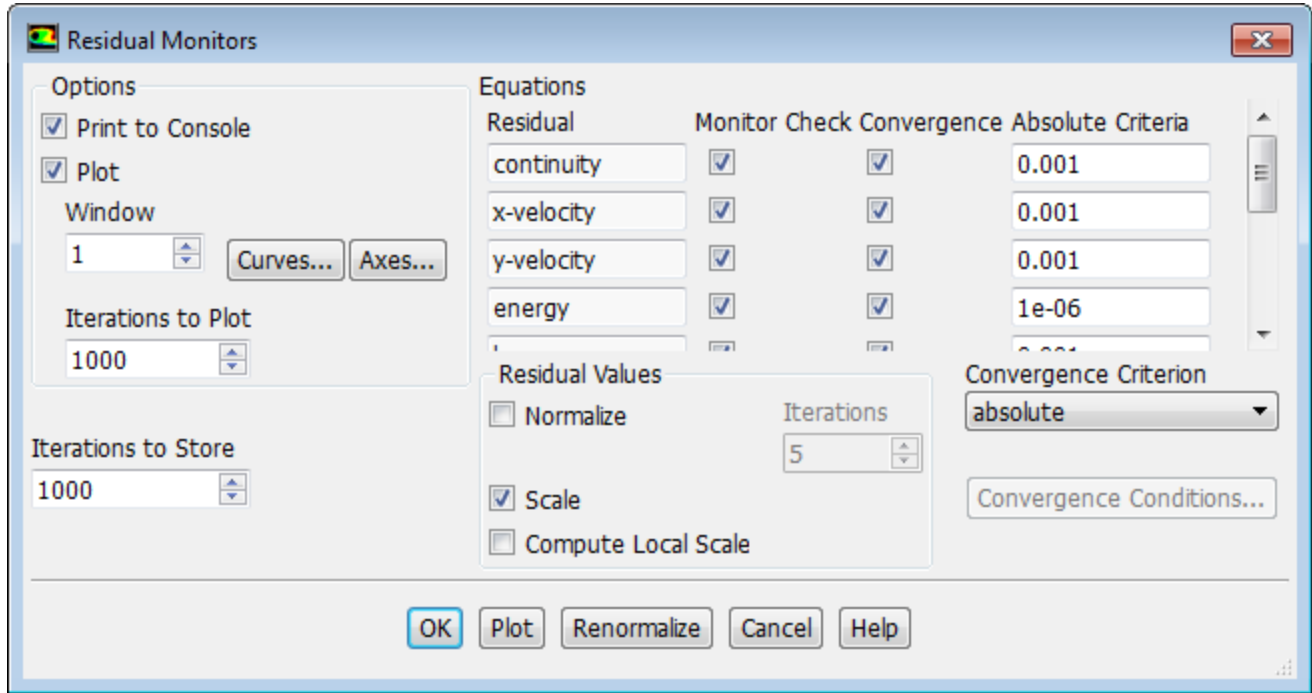 Residual Monitors
Options
Print to Console
Plot
Window
1
Curves...
Axes...
Iterations to Plot
1000
Iterations to Store
1000
Equations
Residual Monitor Check Convergence Absolute Criteria
continuity 0.001
x-velocity 0.001
y-velocity 0.001
energy 1e-06
Residual Values
Normalize
Iterations
5
Scale
Compute Local Scale
Convergence Criterion
absolute
Convergence Conditions...
OK Plot Renormalize Cancel Help